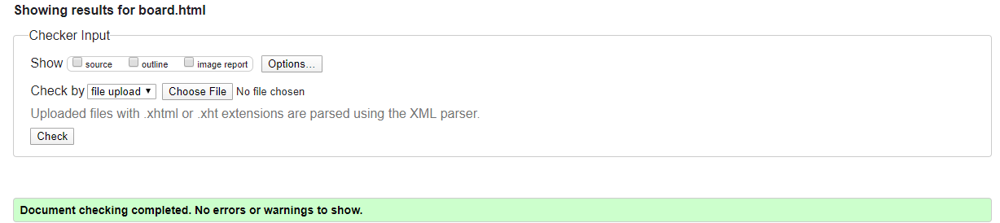 Showing results for board.html
Checker Input
Show source outline image report Options...
Check by file upload Choose File No file chosen
Uploaded files with .xhtml or .xht extensions are parsed using the XML parser.
Check
Document checking completed. No errors or warnings to show.